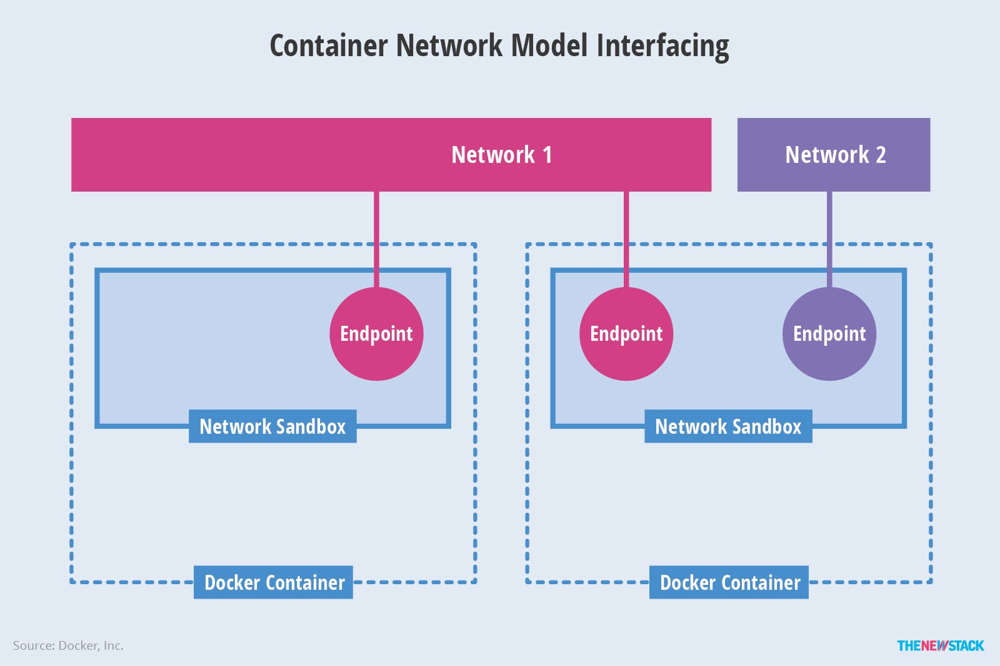 Container Network Model Interfacing
Network 1
Network 2
Endpoint
Endpoint
Endpoint
Network Sandbox
Network Sandbox
Docker Container
Docker Container
Source: Docker, Inc.
THENEWSTACK